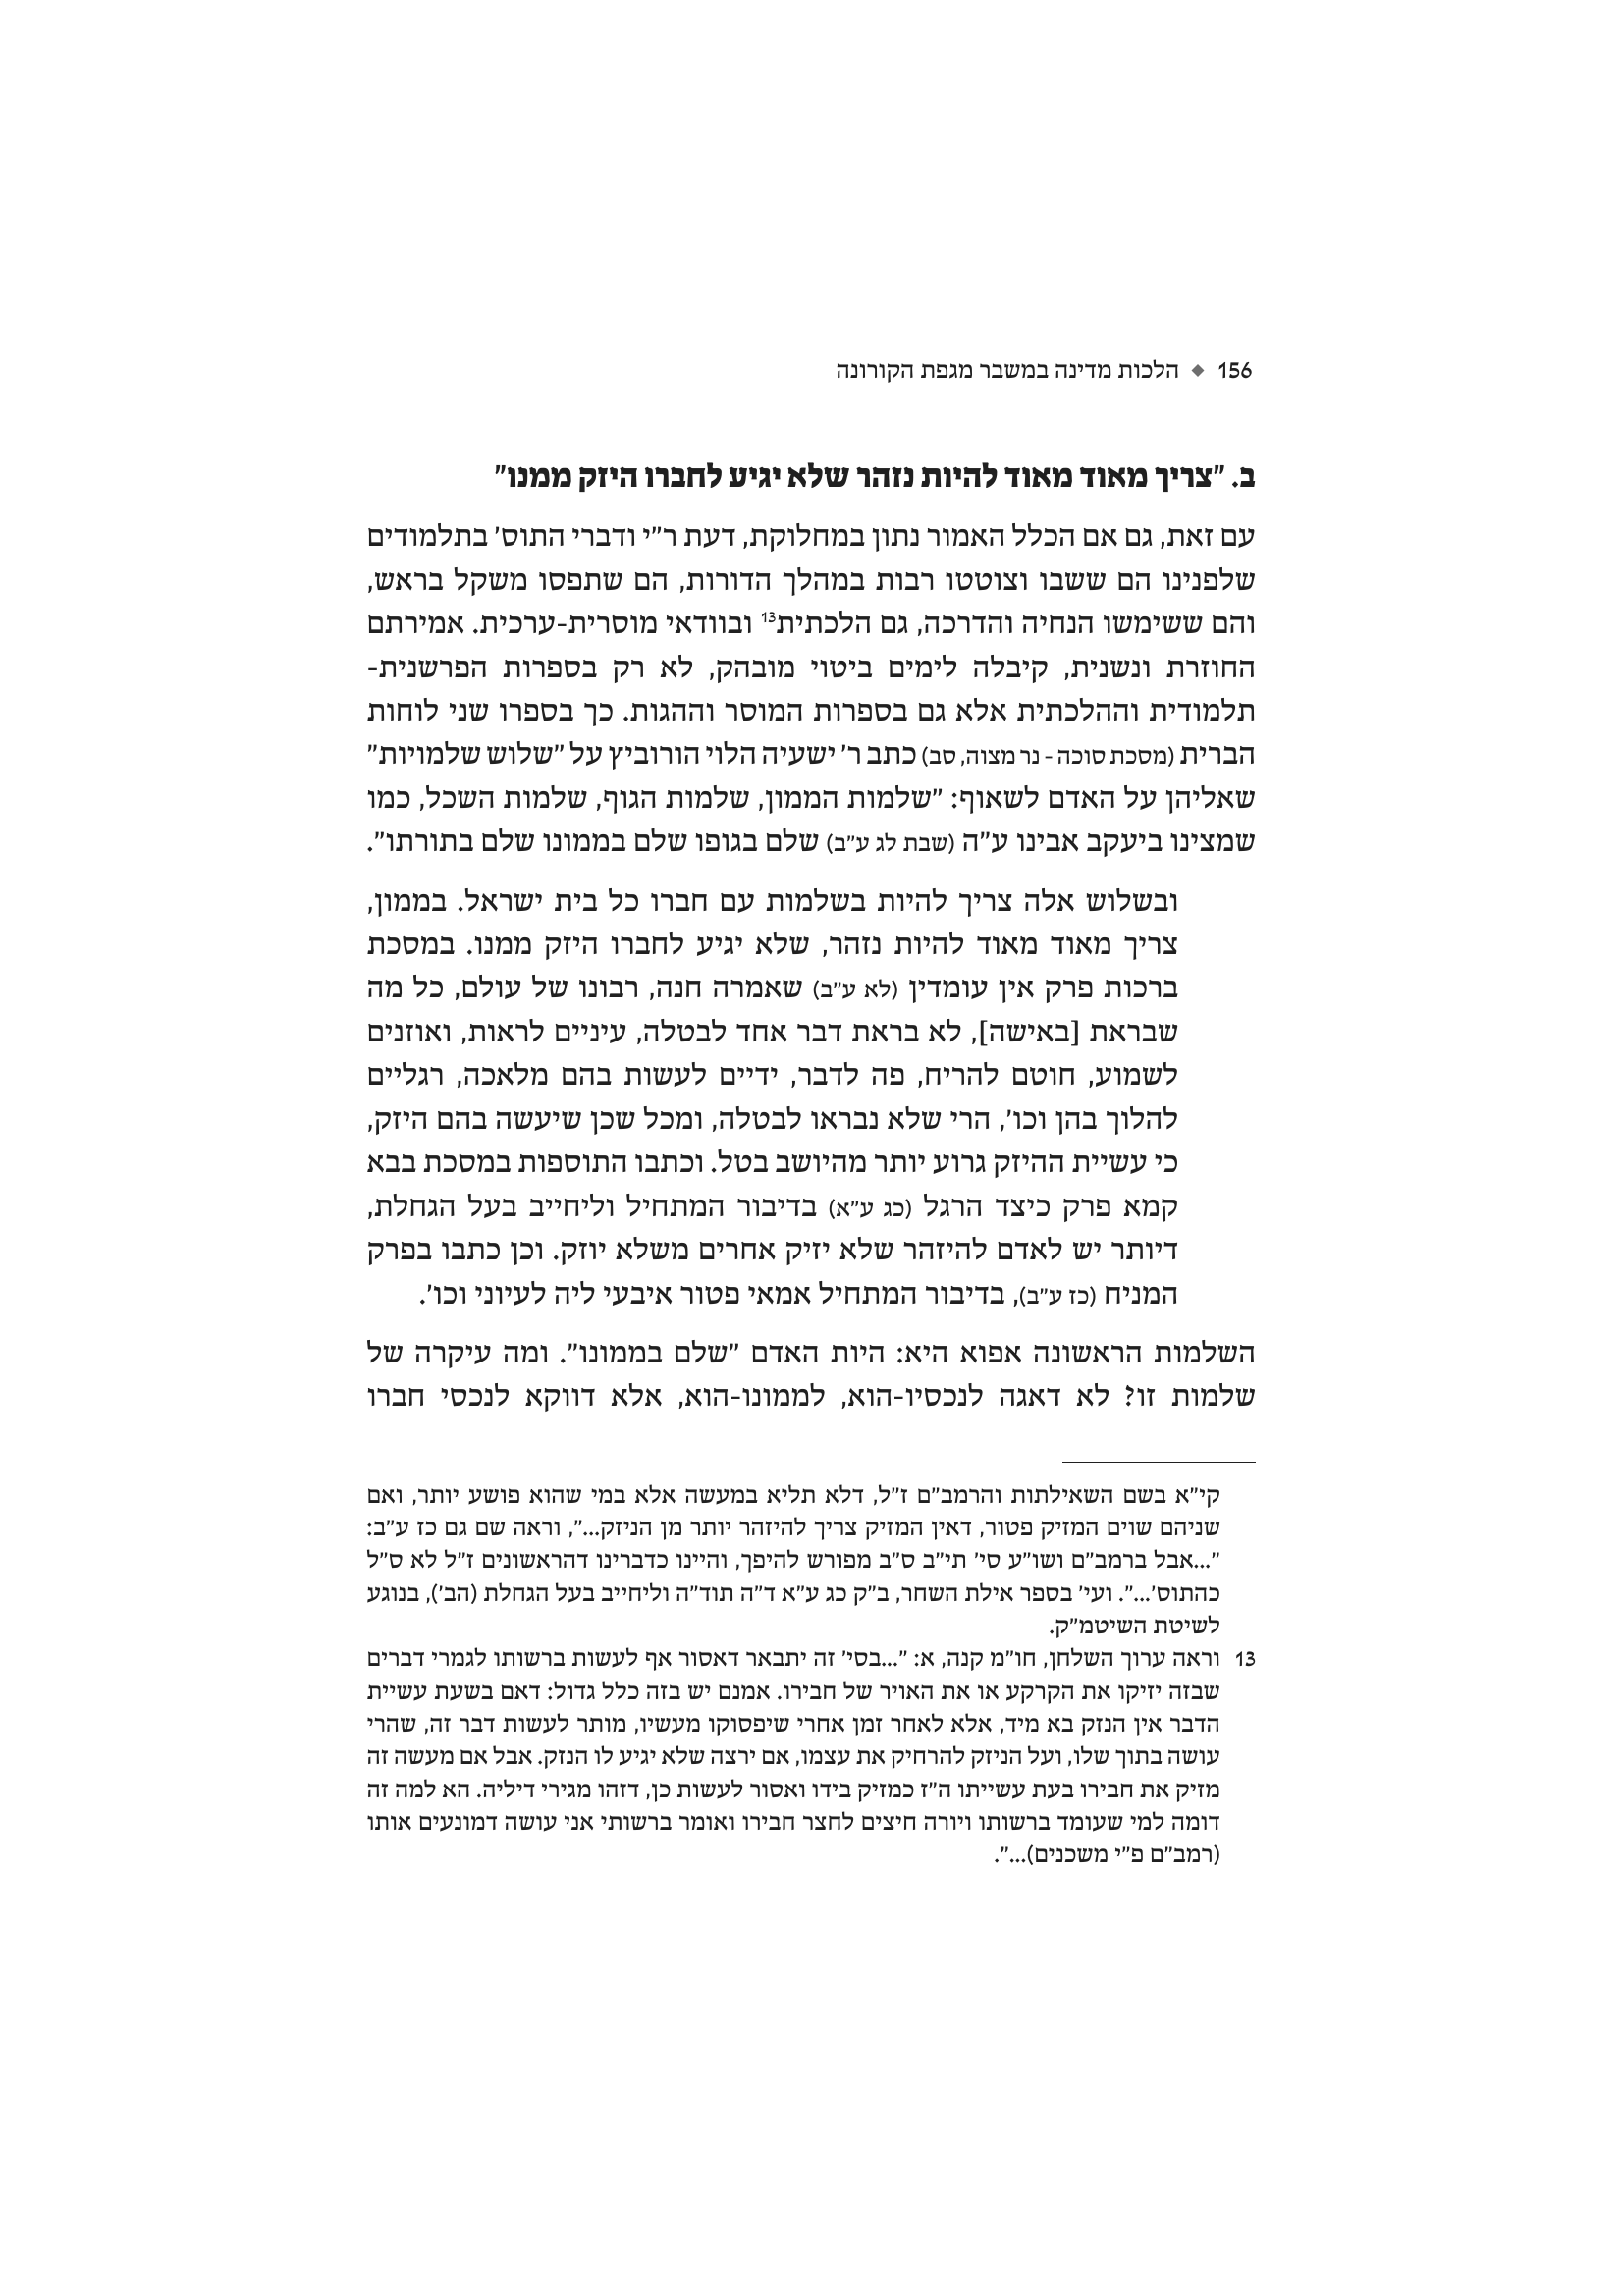 156 ◆ הלכות מדינה במשבר מגפת הקורונה
ב. ״צריך מאוד מאוד להיות נזהר שלא יגיע לחברו היזק ממנו״
עם זאת, גם אם הכלל האמור נתון במחלוקת, דעת ר״י ודברי התוס׳ בתלמודים
שלפנינו הם ששבו וצוטטו רבות במהלך הדורות, הם שתפסו משקל בראש,
והם ששימשו הנחיה והדרכה, גם הלכתית13 ובוודאי מוסרית-ערכית. אמירתם
החוזרת ונשנית, קיבלה לימים ביטוי מובהק, לא רק בספרות הפרשנית-
תלמודית וההלכתית אלא גם בספרות המוסר וההגות. כך בספרו שני לוחות
הברית (מסכת סוכה - נר מצוה, סב) כתב ר׳ ישעיה הלוי הורוביץ על ״שלוש שלמויות״
שאליהן על האדם לשאוף: ״שלמות הממון, שלמות הגוף, שלמות השכל, כמו
שמצינו ביעקב אבינו ע״ה (שבת לג ע״ב) שלם בגופו שלם בממונו שלם בתורתו״.
ובשלוש אלה צריך להיות בשלמות עם חברו כל בית ישראל. בממון,
צריך מאוד מאוד להיות נזהר, שלא יגיע לחברו היזק ממנו. במסכת
ברכות פרק אין עומדין (לא ע״ב) שאמרה חנה, רבונו של עולם, כל מה
שבראת [באישה], לא בראת דבר אחד לבטלה, עיניים לראות, ואוזנים
לשמוע, חוטם להריח, פה לדבר, ידיים לעשות בהם מלאכה, רגליים
להלוך בהן וכו׳, הרי שלא נבראו לבטלה, ומכל שכן שיעשה בהם היזק,
כי עשיית ההיזק גרוע יותר מהיושב בטל. וכתבו התוספות במסכת בבא
קמא פרק כיצד הרגל (כג ע״א) בדיבור המתחיל וליחייב בעל הגחלת,
דיותר יש לאדם להיזהר שלא יזיק אחרים משלא יוזק. וכן כתבו בפרק
המניח (כז ע״ב), בדיבור המתחיל אמאי פטור איבעי ליה לעיוני וכו׳.
השלמות הראשונה אפוא היא: היות האדם ״שלם בממונו״. ומה עיקרה של
שלמות זו? לא דאגה לנכסיו-הוא, לממונו-הוא, אלא דווקא לנכסי חברו
קי״א בשם השאילתות והרמב״ם ז״ל, דלא תליא במעשה אלא במי שהוא פושע יותר, ואם
שניהם שוים המזיק פטור, דאין המזיק צריך להיזהר יותר מן הניזק...״, וראה שם גם כז ע״ב:
״...אבל ברמב״ם ושו״ע סי׳ תי״ב ס״ב מפורש להיפך, והיינו כדברינו דהראשונים ז״ל לא ס״ל
כהתוס׳...״. ועי׳ בספר אילת השחר, ב״ק כג ע״א ד״ה תוד״ה וליחייב בעל הגחלת (הב׳), בנוגע
לשיטת השיטמ״ק.
13 וראה ערוך השלחן, חו״מ קנה, א: ״...בסי׳ זה יתבאר דאסור אף לעשות ברשותו לגמרי דברים
שבזה יזיקו את הקרקע או את האויר של חבירו. אמנם יש בזה כלל גדול: דאם בשעת עשיית
הדבר אין הנזק בא מיד, אלא לאחר זמן אחרי שיפסוקו מעשיו, מותר לעשות דבר זה, שהרי
עושה בתוך שלו, ועל הניזק להרחיק את עצמו, אם ירצה שלא יגיע לו הנזק. אבל אם מעשה זה
מזיק את חבירו בעת עשייתו ה״ז כמזיק בידו ואסור לעשות כן, דזהו מגירי דיליה. הא למה זה
דומה למי שעומד ברשותו ויורה חיצים לחצר חבירו ואומר ברשותי אני עושה דמונעים אותו
(רמב״ם פ״י משכנים)...״.